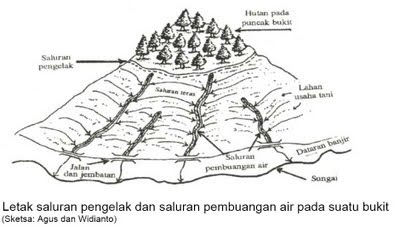 Hutan pada
puncak bukit
Saluran
pengelak
Saluran teras
Lahan
usaha tani
Dataran banjir
Jalan
dan jembatan
Saluran
pembuangan air
Sungai
Letak saluran pengelak dan saluran pembuangan air pada suatu bukit
(Sketsa: Agus dan Widianto)